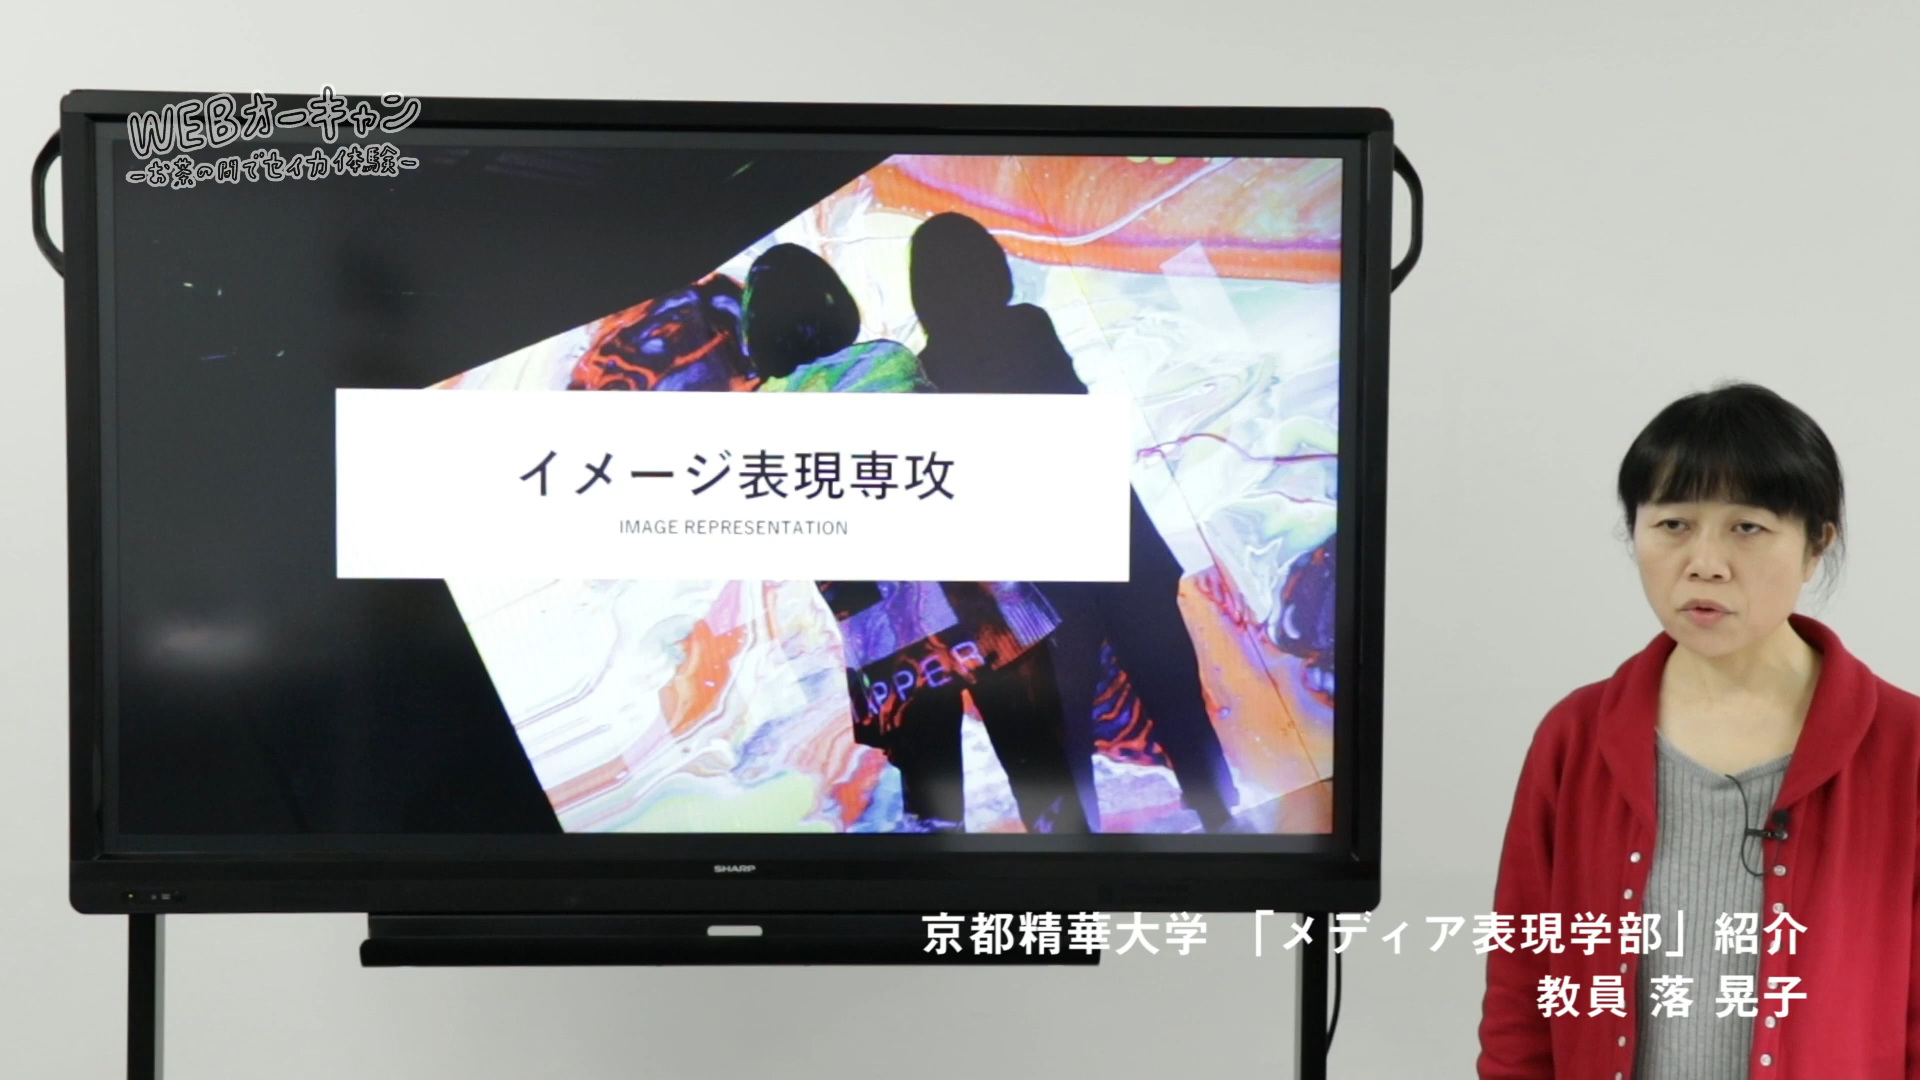 WEBオーキャン
-お茶の間でセイカ体験-
イメージ表現専攻
IMAGE REPRESENTATION
IPPER
SHARP
京都精華大学 「メディア表現学部」紹介
教員 落 晃子